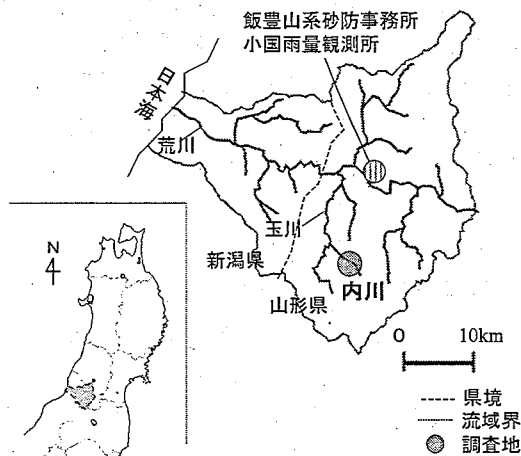 飯豊山系砂防事務所
小国雨量観測所
日本海
荒川
玉川
新潟県
内川
山形県
N
0 10km
県境
流域界
調査地